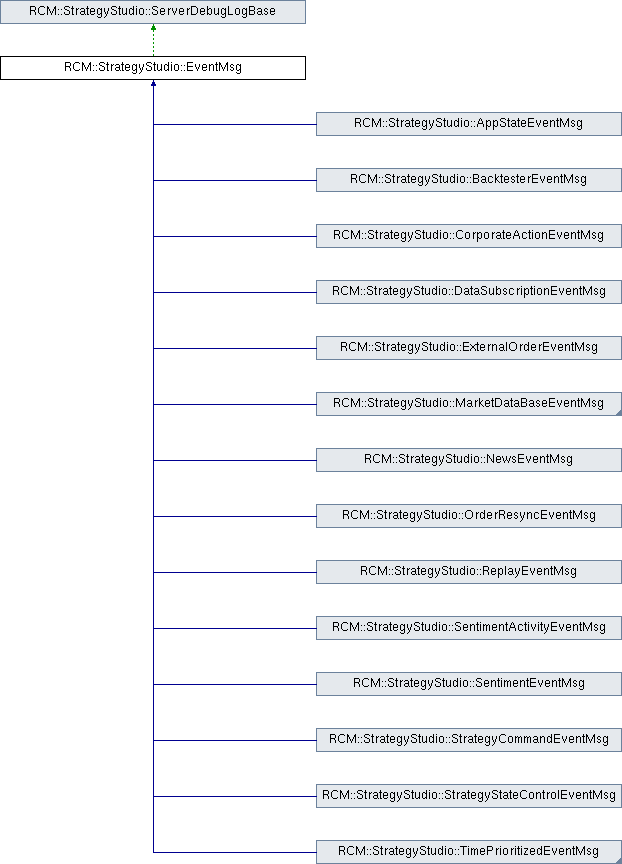 RCM::StrategyStudio::ServerDebugLogBase
RCM::StrategyStudio::EventMsg
RCM::StrategyStudio::AppStateEventMsg
RCM::StrategyStudio::BacktesterEventMsg
RCM::StrategyStudio::CorporateActionEventMsg
RCM::StrategyStudio::DataSubscriptionEventMsg
RCM::StrategyStudio::ExternalOrderEventMsg
RCM::StrategyStudio::MarketDataBaseEventMsg
RCM::StrategyStudio::NewsEventMsg
RCM::StrategyStudio::OrderResyncEventMsg
RCM::StrategyStudio::ReplayEventMsg
RCM::StrategyStudio::SentimentActivityEventMsg
RCM::StrategyStudio::SentimentEventMsg
RCM::StrategyStudio::StrategyCommandEventMsg
RCM::StrategyStudio::StrategyStateControlEventMsg
RCM::StrategyStudio::TimePrioritizedEventMsg